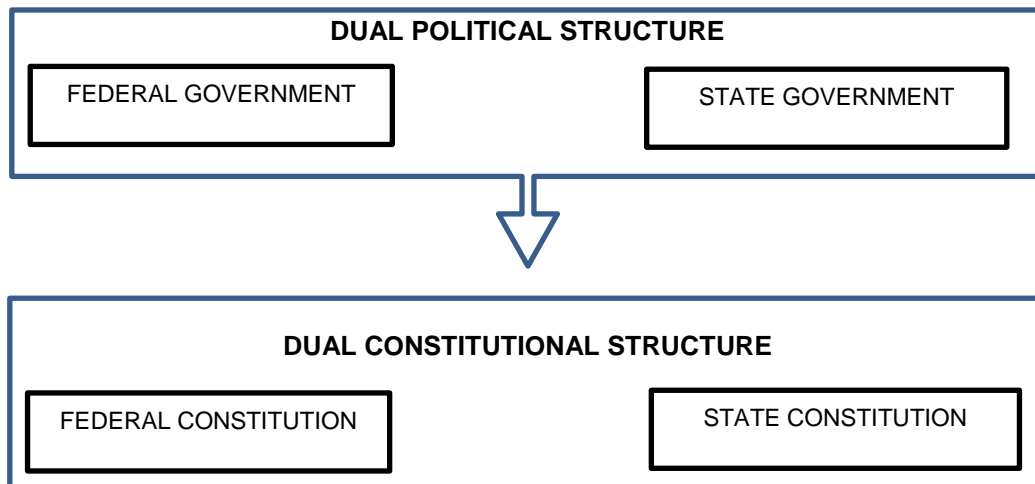 DUAL POLITICAL STRUCTURE
FEDERAL GOVERNMENT
STATE GOVERNMENT
DUAL CONSTITUTIONAL STRUCTURE
FEDERAL CONSTITUTION
STATE CONSTITUTION